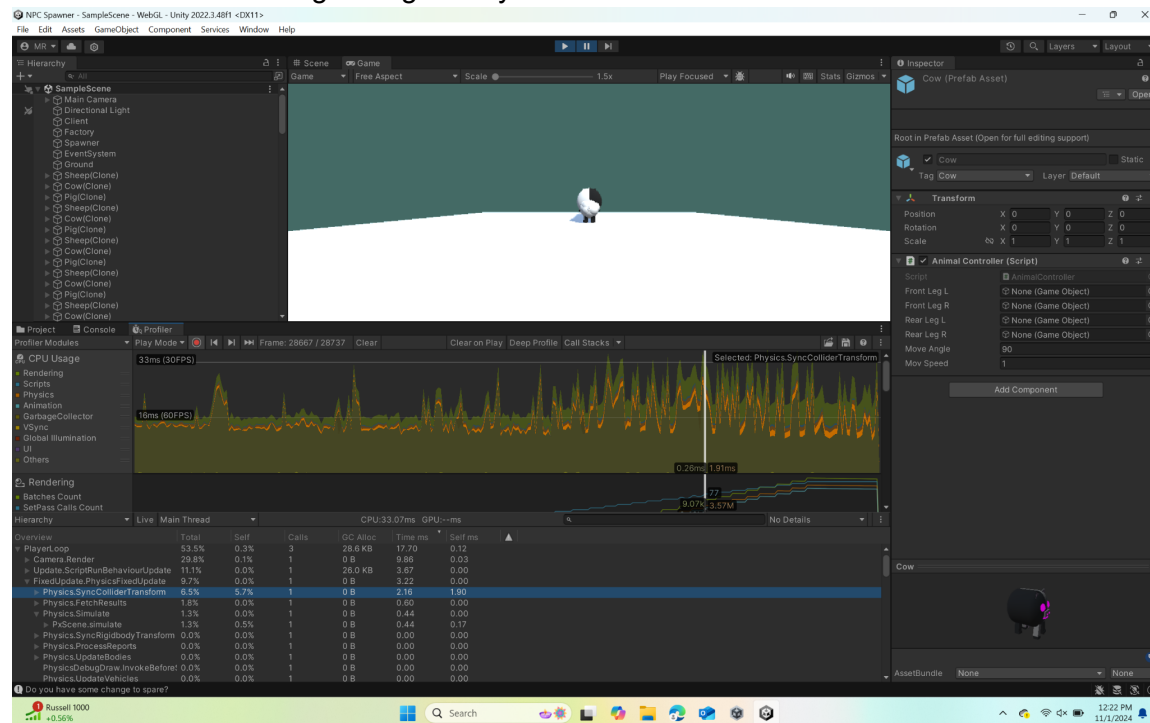 NPC Spawner - SampleScene - WebGL - Unity 2022.3.48f1 <DX11>
File Edit Assets GameObject Component Services Window Help
MR
Layers Layout
Hierarchy
All
SampleScene
Main Camera
Directional Light
Client
Factory
Spawner
EventSystem
Ground
Sheep(Clone)
Cow(Clone)
Pig(Clone)
Sheep(Clone)
Cow(Clone)
Pig(Clone)
Sheep(Clone)
Cow(Clone)
Pig(Clone)
Sheep(Clone)
Cow(Clone)
Pig(Clone)
Sheep(Clone)
Cow(Clone)
Scene Game
Game Free Aspect Scale 1.5x Play Focused Stats Gizmos
Inspector
Cow (Prefab Asset)
Open
Root in Prefab Asset (Open for full editing support)
Cow Static
Tag Cow Layer Default
Transform
Position X 0 Y 0 Z 0
Rotation X 0 Y 0 Z 0
Scale X 1 Y 1 Z 1
Animal Controller (Script)
Script AnimalController
Front Leg L None (Game Object)
Front Leg R None (Game Object)
Rear Leg L None (Game Object)
Rear Leg R None (Game Object)
Move Angle 90
Mov Speed 1
Add Component
Project Console Profiler
Profiler Modules Play Mode Frame: 28667 / 28737 Clear Clear on Play Deep Profile Call Stacks
CPU Usage
Rendering
Scripts
Physics
Animation
GarbageCollector
VSync
Global Illumination
UI
Others
33ms (30FPS)
16ms (60FPS)
Selected: Physics.SyncColliderTransform
0.26ms 1.91ms
Rendering
Batches Count
SetPass Calls Count
77
9.07k 3.57M
Hierarchy Live Main Thread CPU:33.07ms GPU:--ms No Details
Overview Total Self Calls GC Alloc Time ms Self ms
PlayerLoop 53.5% 0.3% 3 28.6 KB 17.70 0.12
Camera.Render 29.8% 0.1% 1 0 B 9.86 0.03
Update.ScriptRunBehaviourUpdate 11.1% 0.0% 1 26.0 KB 3.67 0.00
FixedUpdate.PhysicsFixedUpdate 9.7% 0.0% 1 0 B 3.22 0.00
Physics.SyncColliderTransform 6.5% 5.7% 1 0 B 2.16 1.90
Physics.FetchResults 1.8% 0.0% 1 0 B 0.60 0.00
Physics.Simulate 1.3% 0.0% 1 0 B 0.44 0.00
PxScene.simulate 1.3% 0.5% 1 0 B 0.44 0.17
Physics.SyncRigidbodyTransform 0.0% 0.0% 1 0 B 0.00 0.00
Physics.ProcessReports 0.0% 0.0% 1 0 B 0.00 0.00
Physics.UpdateBodies 0.0% 0.0% 1 0 B 0.00 0.00
PhysicsDebugDraw.InvokeBefore 0.0% 0.0% 1 0 B 0.00 0.00
Physics.UpdateVehicles 0.0% 0.0% 1 0 B 0.00 0.00
Cow
AssetBundle None None
Do you have some change to spare?
Russell 1000
+0.56%
Search
12:22 PM
11/1/2024